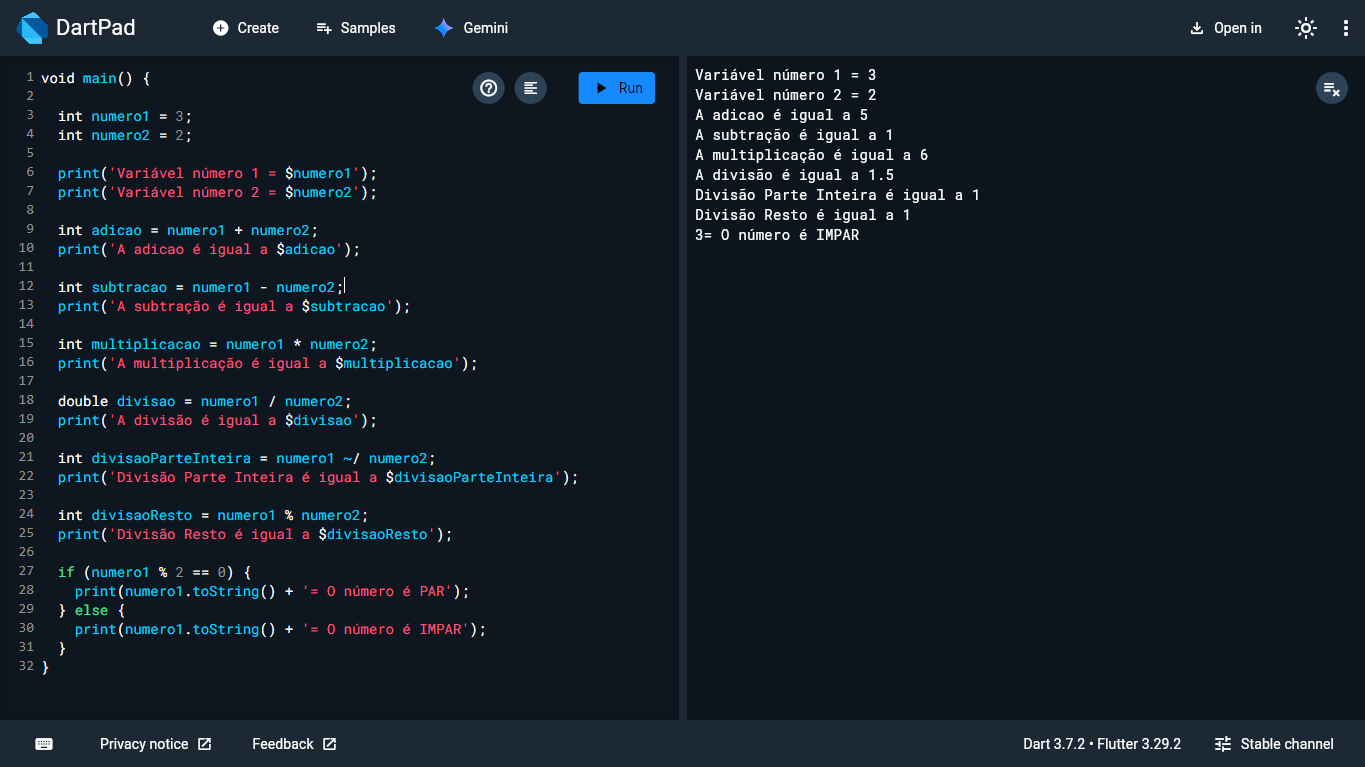 DartPad Create Samples Gemini Open in
1 void main() {
Run
2
3 int numero1 = 3;
4 int numero2 = 2;
5
6 print('Variável número 1 = $numero1');
7 print('Variável número 2 = $numero2');
8
9 int adicao = numero1 + numero2;
10 print('A adicao é igual a $adicao');
11
12 int subtracao = numero1 - numero2;
13 print('A subtração é igual a $subtracao');
14
15 int multiplicacao = numero1 * numero2;
16 print('A multiplicação é igual a $multiplicacao');
17
18 double divisao = numero1 / numero2;
19 print('A divisão é igual a $divisao');
20
21 int divisaoParteInteira = numero1 ~/ numero2;
22 print('Divisão Parte Inteira é igual a $divisaoParteInteira');
23
24 int divisaoResto = numero1 % numero2;
25 print('Divisão Resto é igual a $divisaoResto');
26
27 if (numero1 % 2 == 0) {
28 print(numero1.toString() + '= O número é PAR');
29 } else {
30 print(numero1.toString() + '= O número é IMPAR');
31 }
32 }
Variável número 1 = 3
Variável número 2 = 2
A adicao é igual a 5
A subtração é igual a 1
A multiplicação é igual a 6
A divisão é igual a 1.5
Divisão Parte Inteira é igual a 1
Divisão Resto é igual a 1
3= O número é IMPAR
Privacy notice Feedback Dart 3.7.2 • Flutter 3.29.2 Stable channel